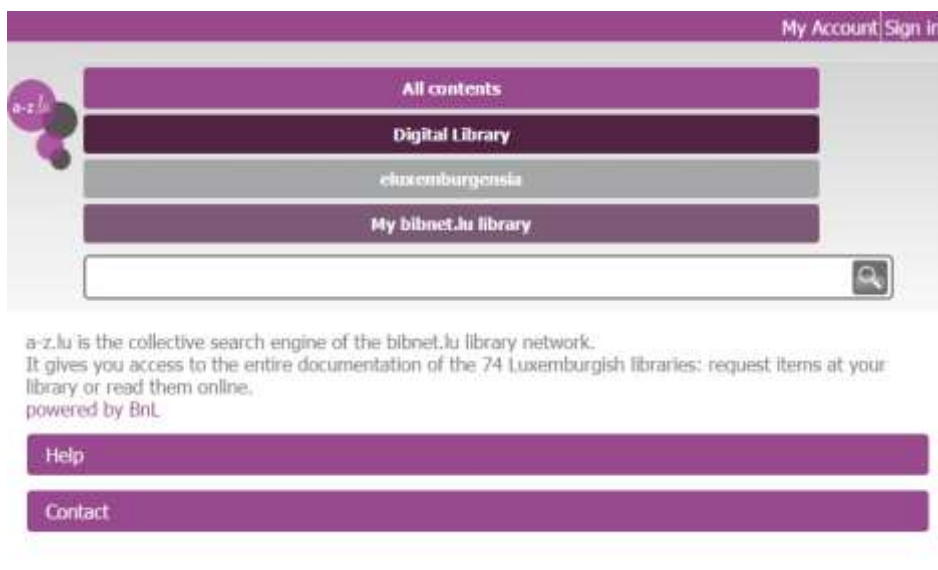 My Account Sign in
a-z.lu
All contents
Digital Library
eluxemburgensia
My bibnet.lu library
a-z.lu is the collective search engine of the bibnet.lu library network.
It gives you access to the entire documentation of the 74 Luxemburgish libraries: request items at your
library or read them online.
powered by BnL
Help
Contact